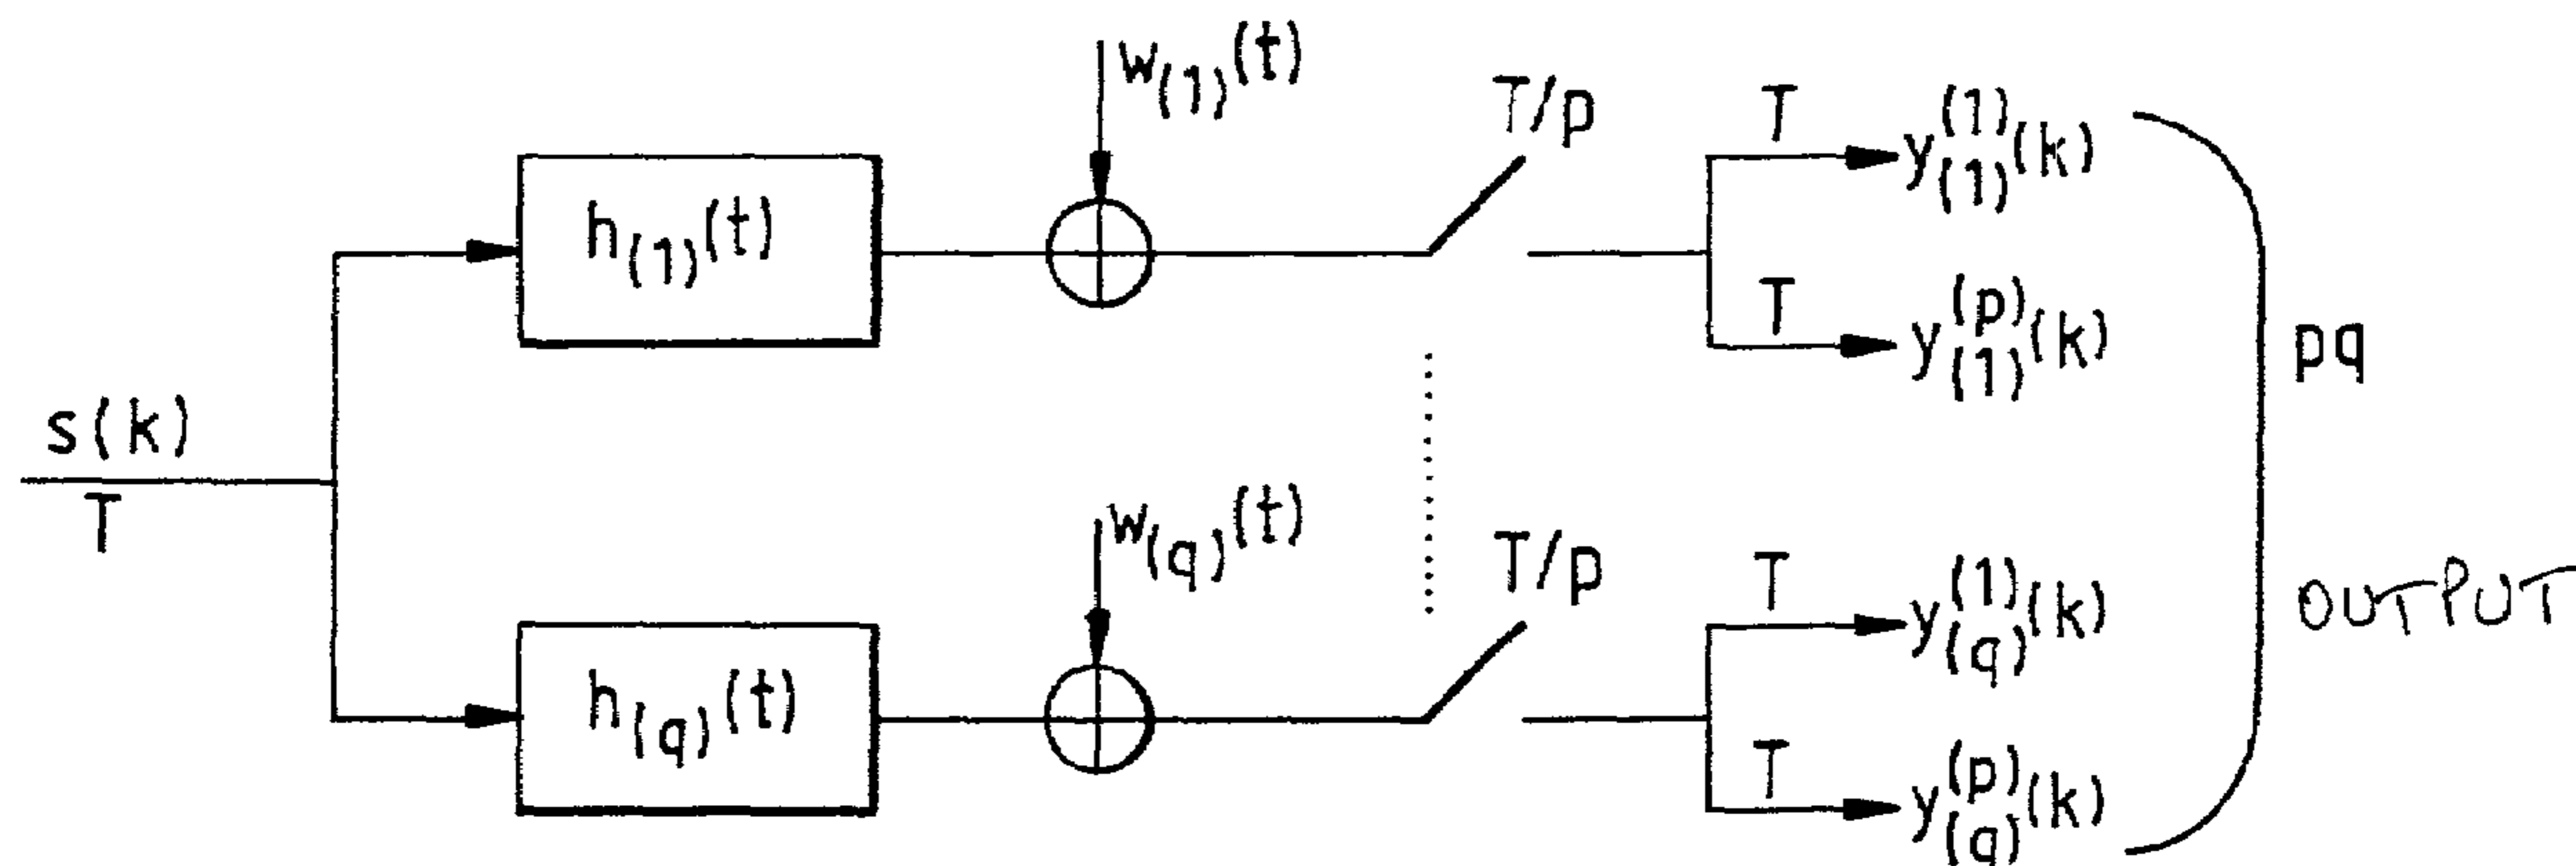 w(1)(t)
T/p
T
y(1)(1)(k)
h(1)(t)
T
y(p)(1)(k)
pq
s(k)
T
w(q)(t)
T/p
T
y(1)(q)(k)
OUTPUT
h(q)(t)
T
y(p)(q)(k)